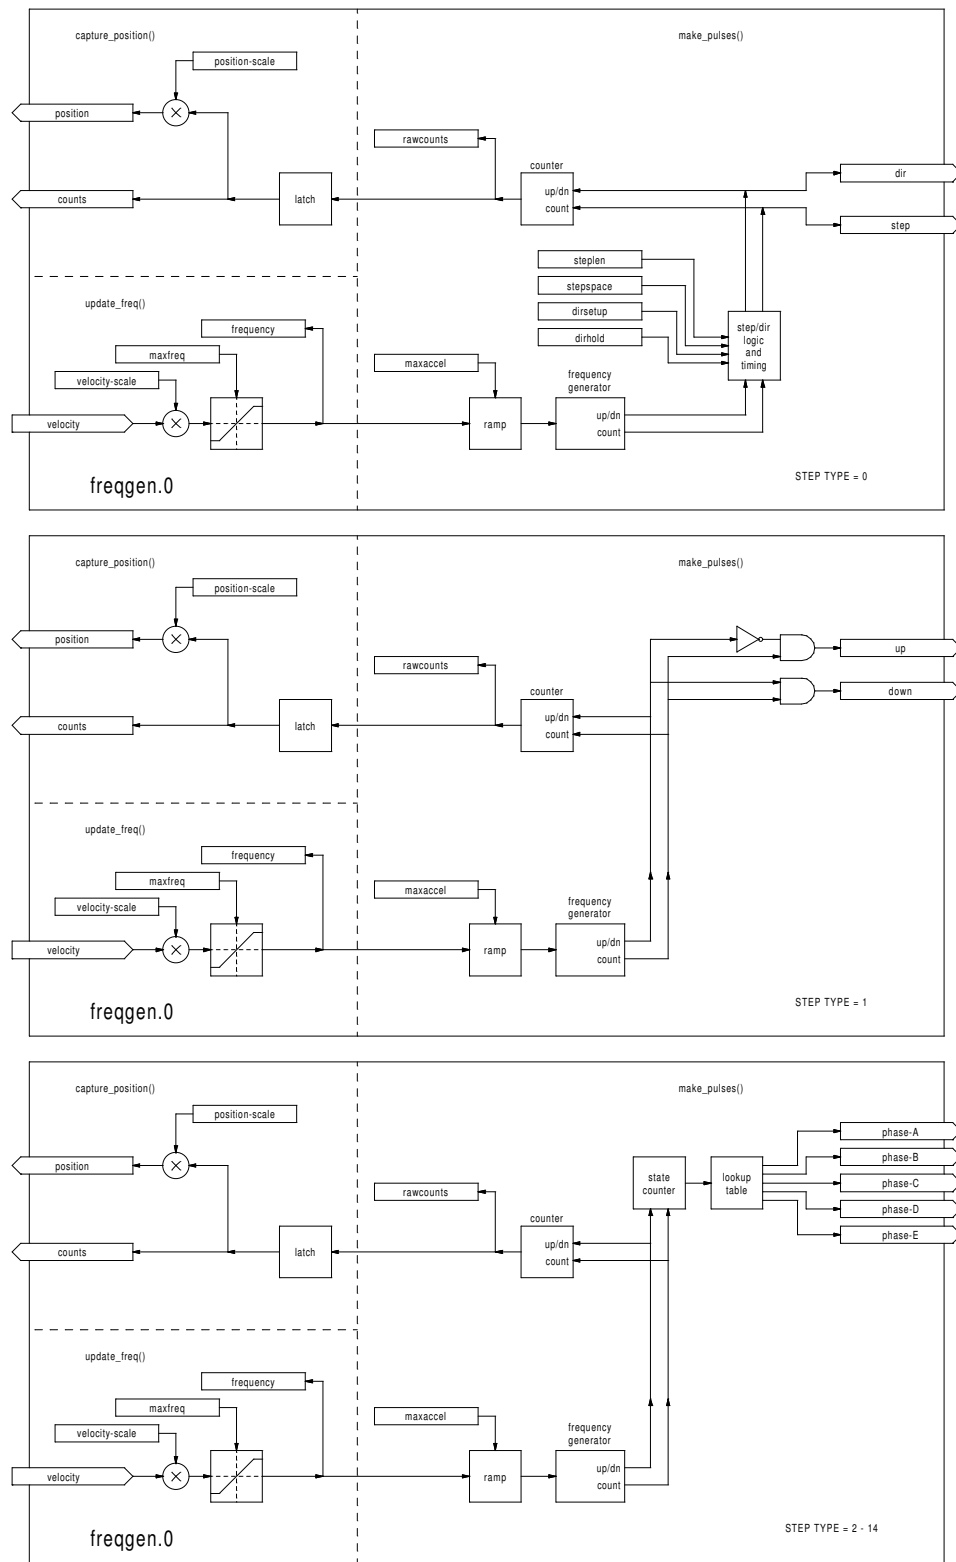 capture_position()
make_pulses()
position-scale
position
rawcounts
counter
up/dn
count
dir
counts
latch
step
steplen
stepspace
dirsetup
dirhold
step/dir
logic
and
timing
update_freq()
frequency
maxfreq
maxaccel
velocity-scale
frequency
generator
velocity
ramp
up/dn
count
freqgen.0
STEP TYPE = 0
capture_position()
make_pulses()
position-scale
position
up
rawcounts
counter
down
counts
latch
up/dn
count
update_freq()
frequency
maxfreq
maxaccel
velocity-scale
frequency
generator
velocity
ramp
up/dn
count
freqgen.0
STEP TYPE = 1
capture_position()
make_pulses()
position-scale
phase-A
position
phase-B
state
counter
lookup
table
phase-C
rawcounts
phase-D
counter
phase-E
counts
latch
up/dn
count
update_freq()
frequency
maxfreq
maxaccel
velocity-scale
frequency
generator
velocity
ramp
up/dn
count
freqgen.0
STEP TYPE = 2 - 14